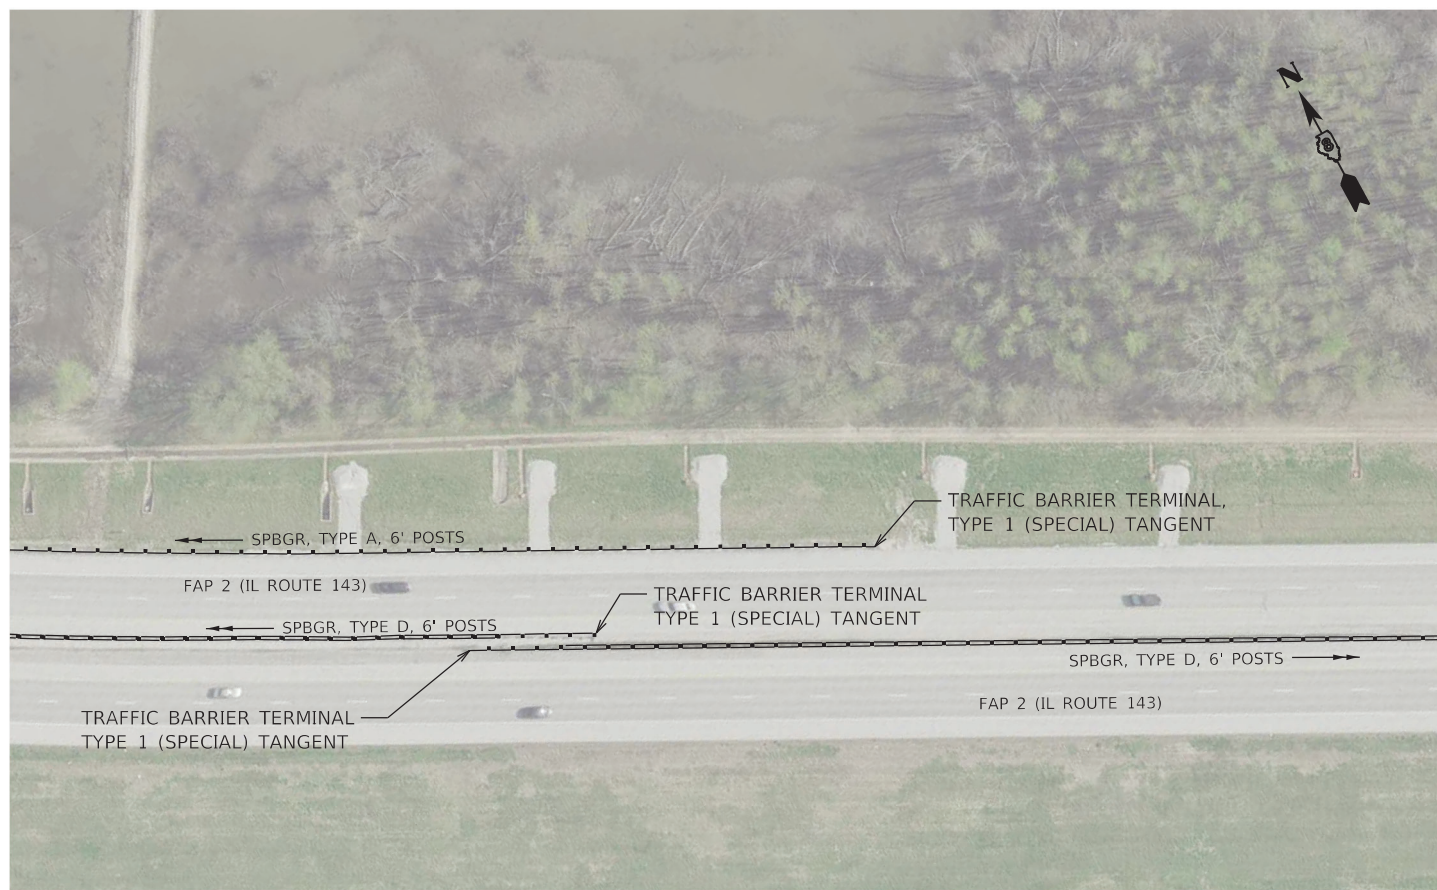 N
8
TRAFFIC BARRIER TERMINAL,
TYPE 1 (SPECIAL) TANGENT
SPBGR, TYPE A, 6' POSTS
FAP 2 (IL ROUTE 143)
TRAFFIC BARRIER TERMINAL
TYPE 1 (SPECIAL) TANGENT
SPBGR, TYPE D, 6' POSTS
SPBGR, TYPE D, 6' POSTS
FAP 2 (IL ROUTE 143)
TRAFFIC BARRIER TERMINAL
TYPE 1 (SPECIAL) TANGENT